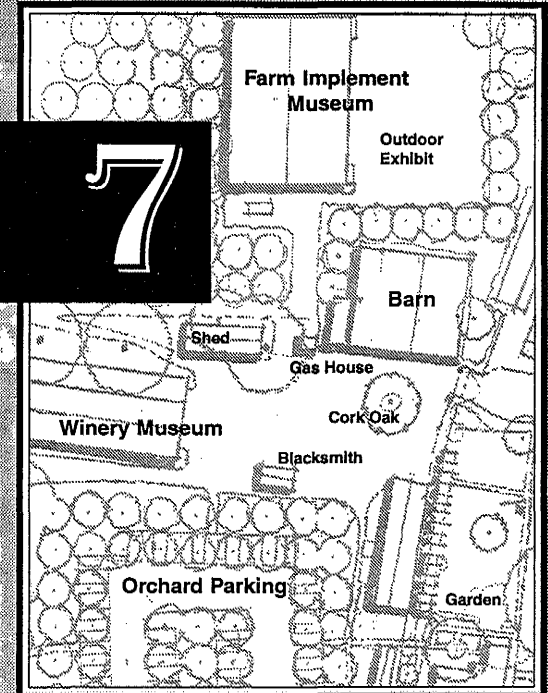 Farm Implement
Museum
Outdoor
Exhibit
7
Barn
Shed
Gas House
Cork Oak
Winery Museum
Blacksmith
Orchard Parking
Garden